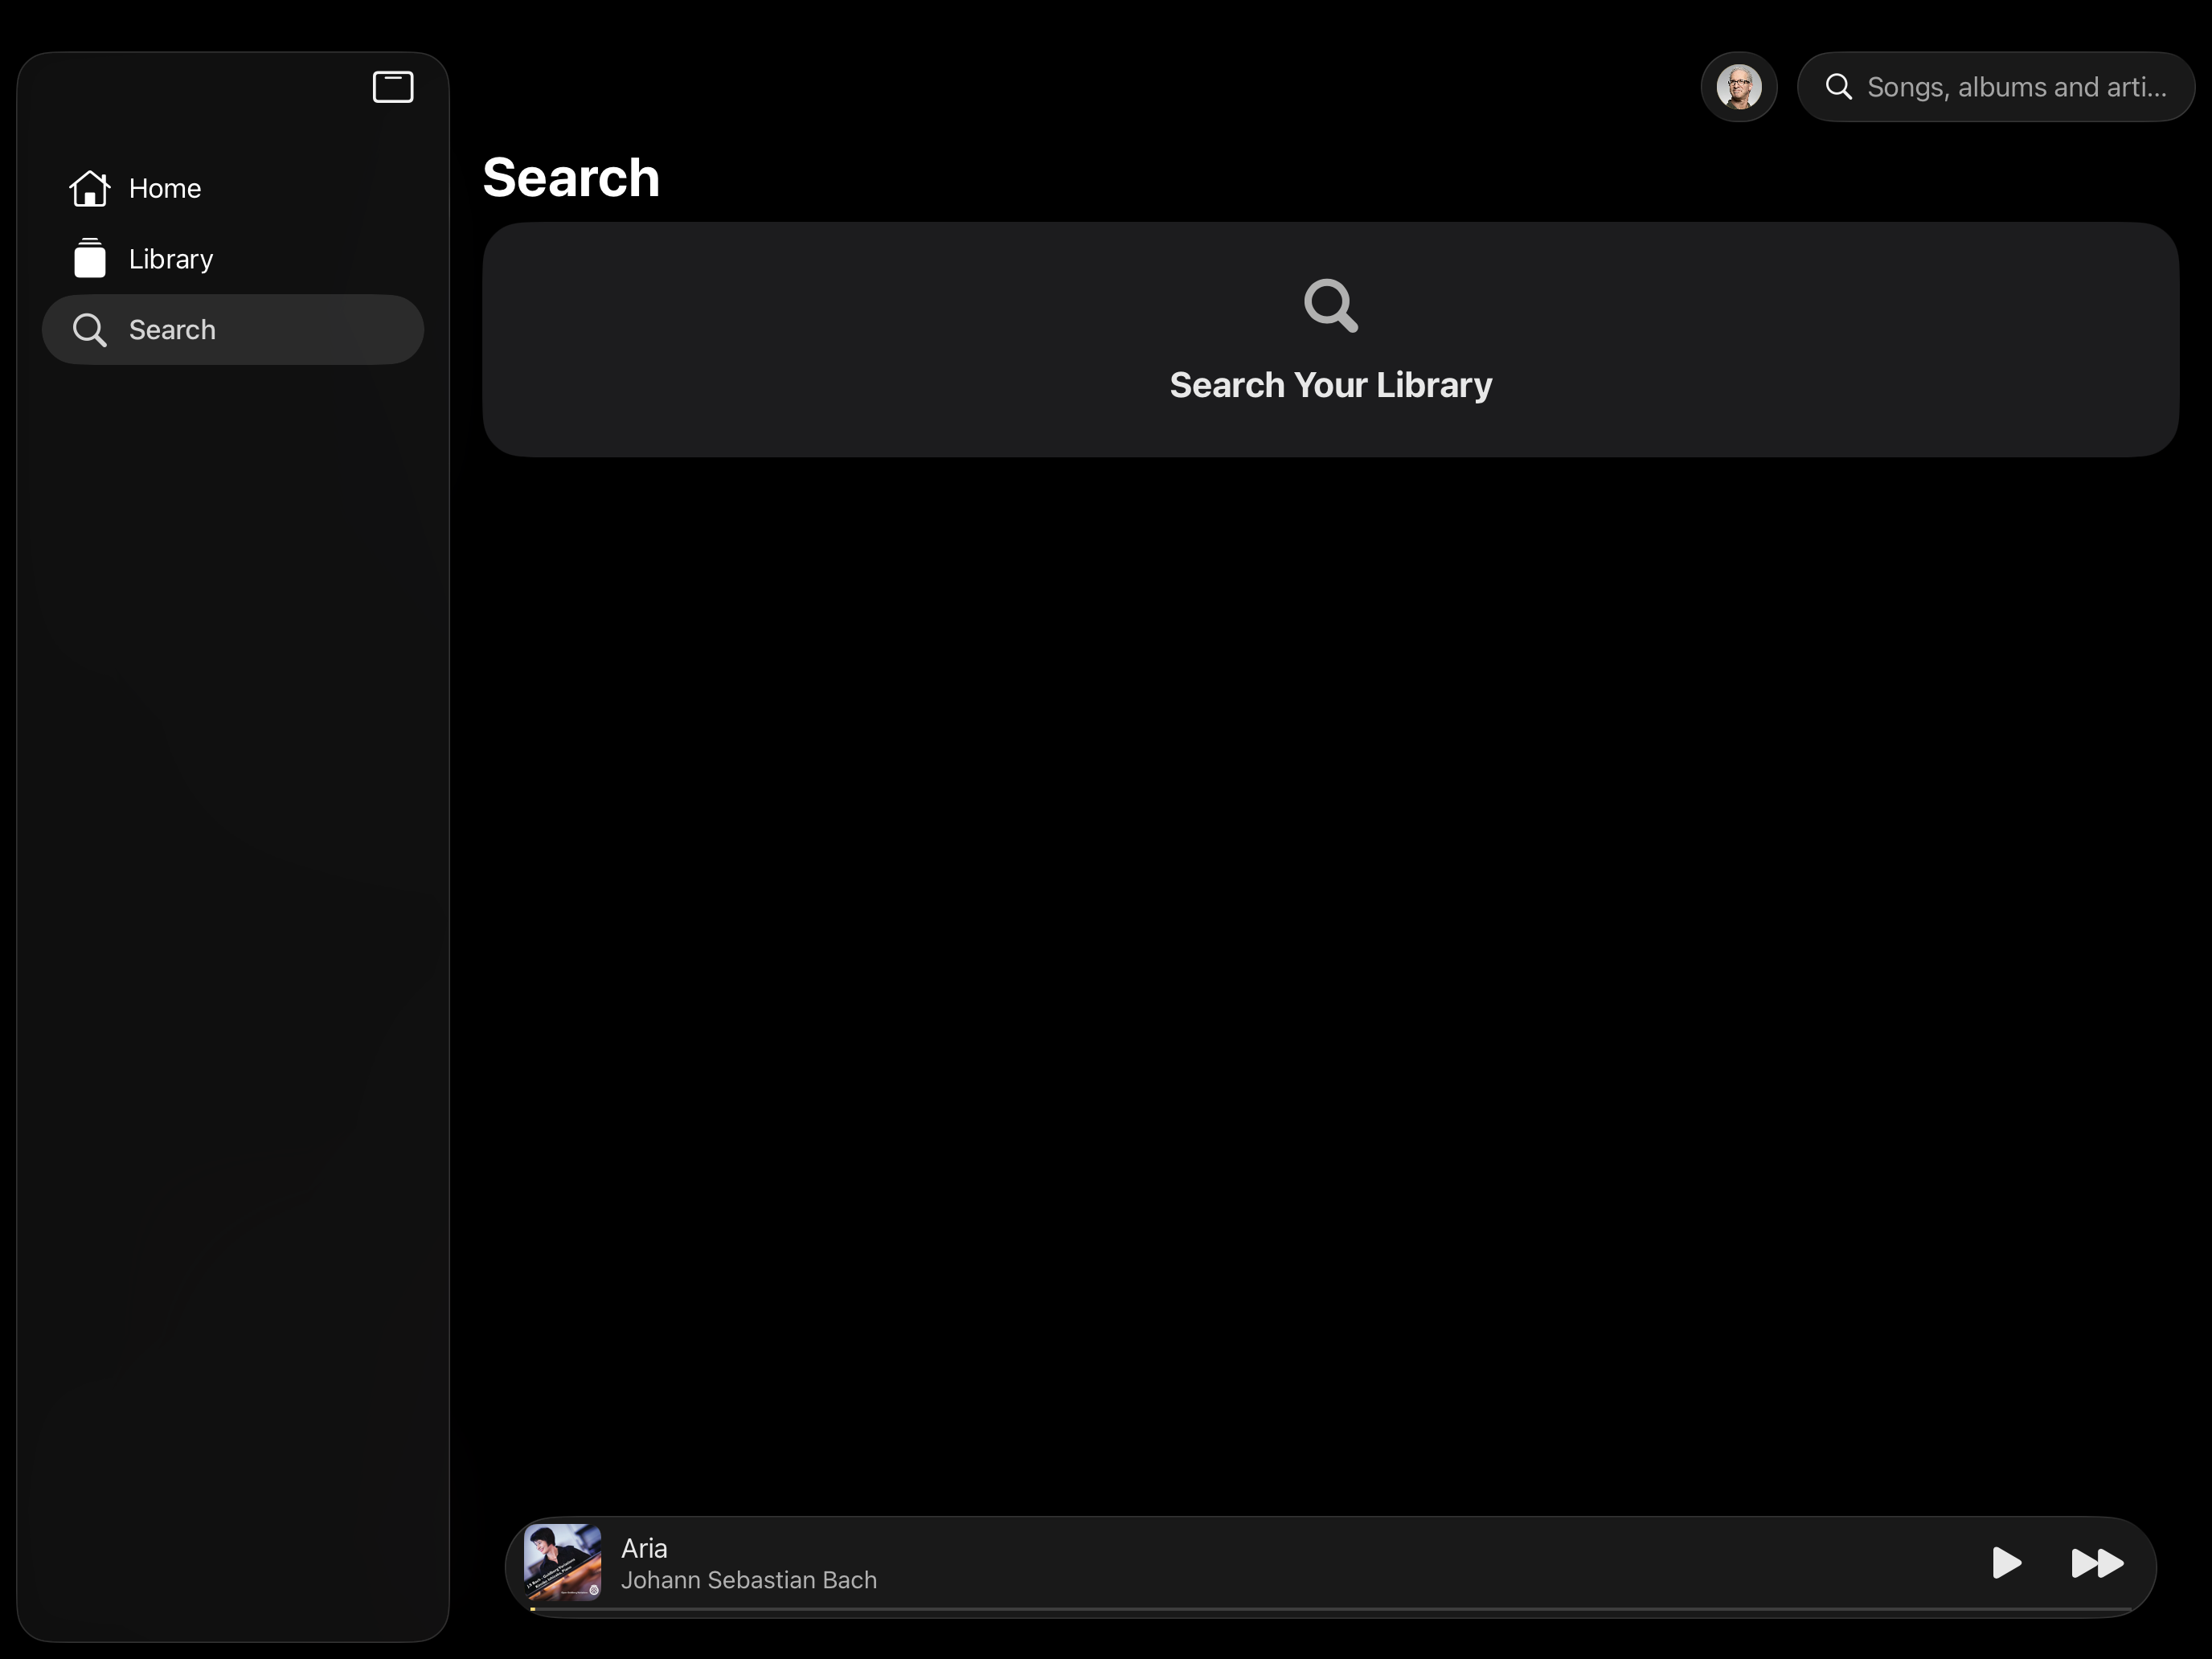 Songs, albums and arti...
Home
Library
Search
Search
Search Your Library
Aria
Johann Sebastian Bach